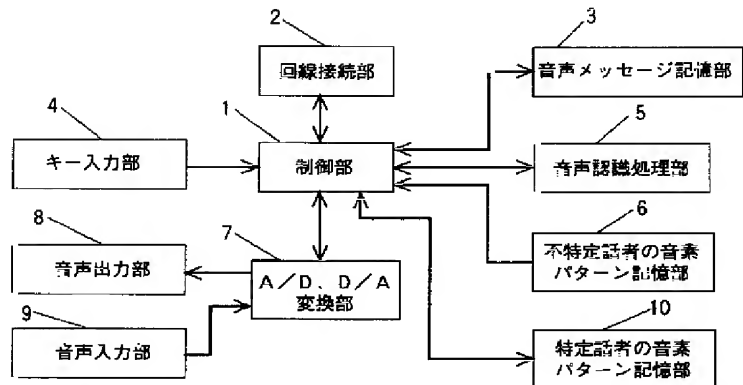 2
回線接続部
3
音声メッセージ記憶部
4
キー入力部
1
制御部
5
音声認識処理部
6
不特定話者の音素
パターン記憶部
8
音声出力部
7
A/D、D/A
変換部
9
音声入力部
10
特定話者の音素
パターン記憶部